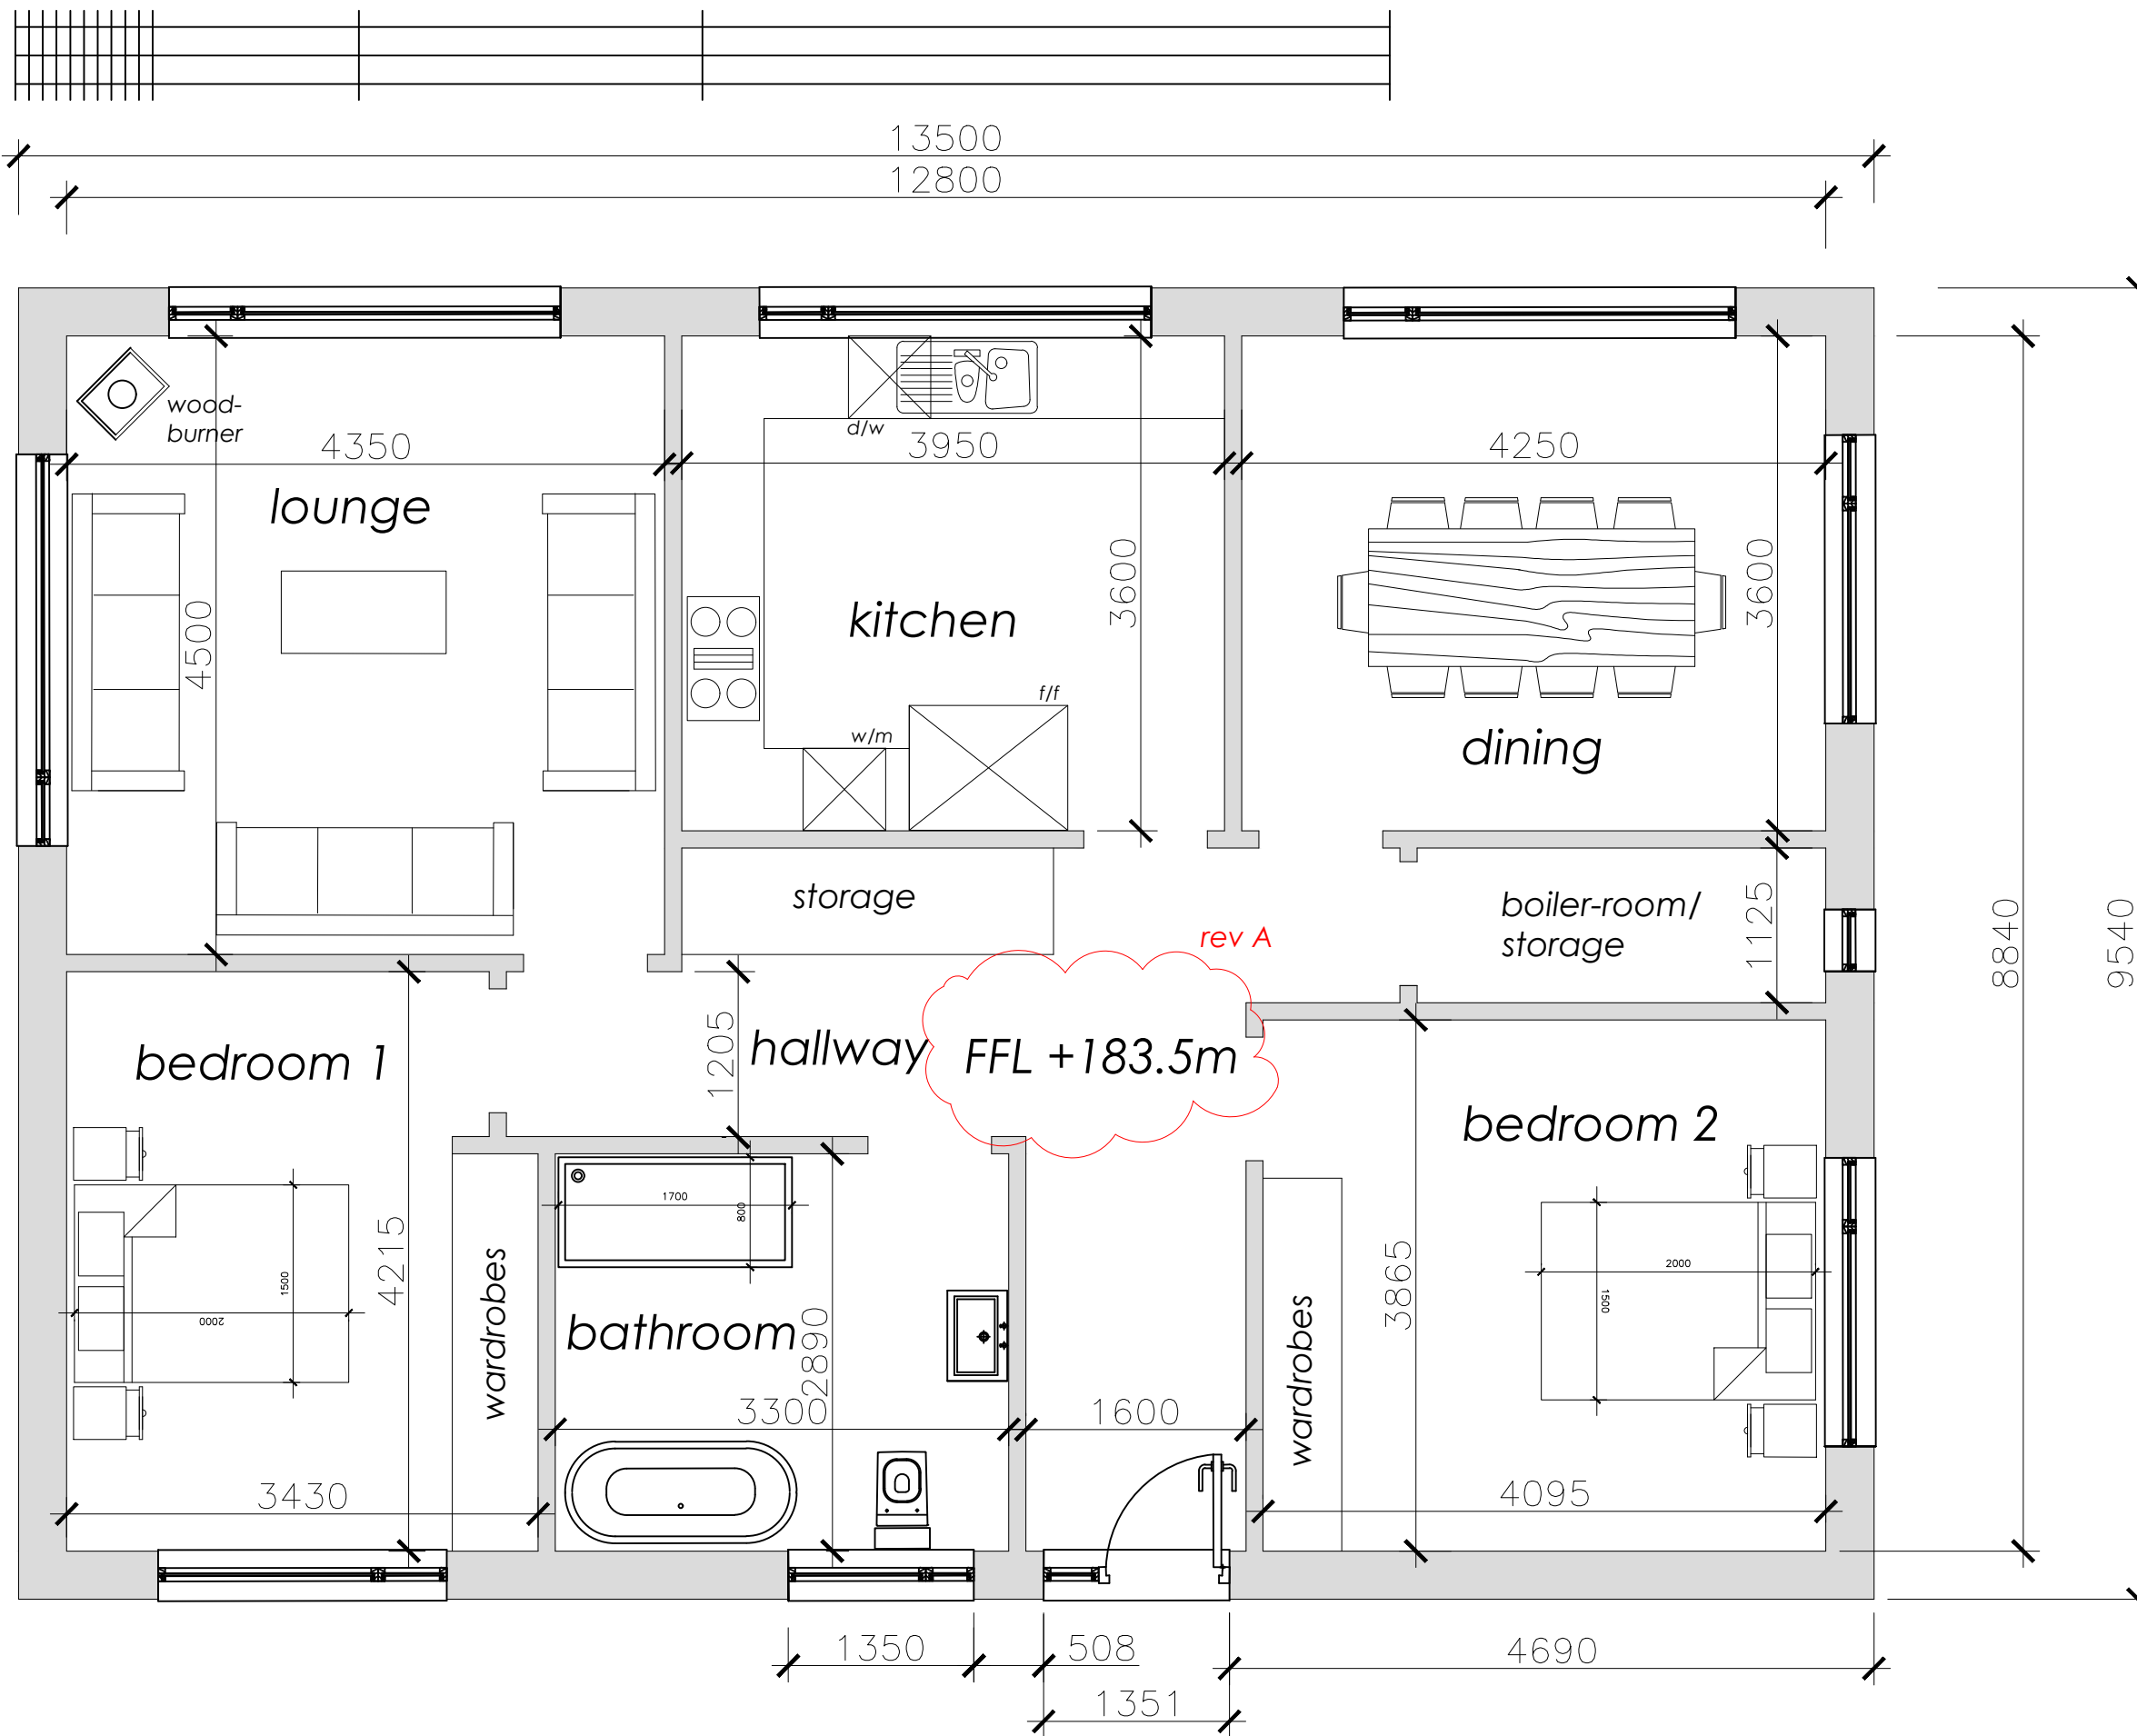 13500
12800
wood-
burner
d/w
4350
3950
4250
lounge
4500
kitchen
3600
3600
f/f
w/m
dining
storage
boiler-room/
storage
1125
8840
9540
rev A
hallway
1205
FFL +183.5m
bedroom 1
bedroom 2
1700
800
1500
2000
4215
wardrobes
bathroom
2890
3300
1600
wardrobes
3865
2000
1500
3430
4095
1350
508
4690
1351